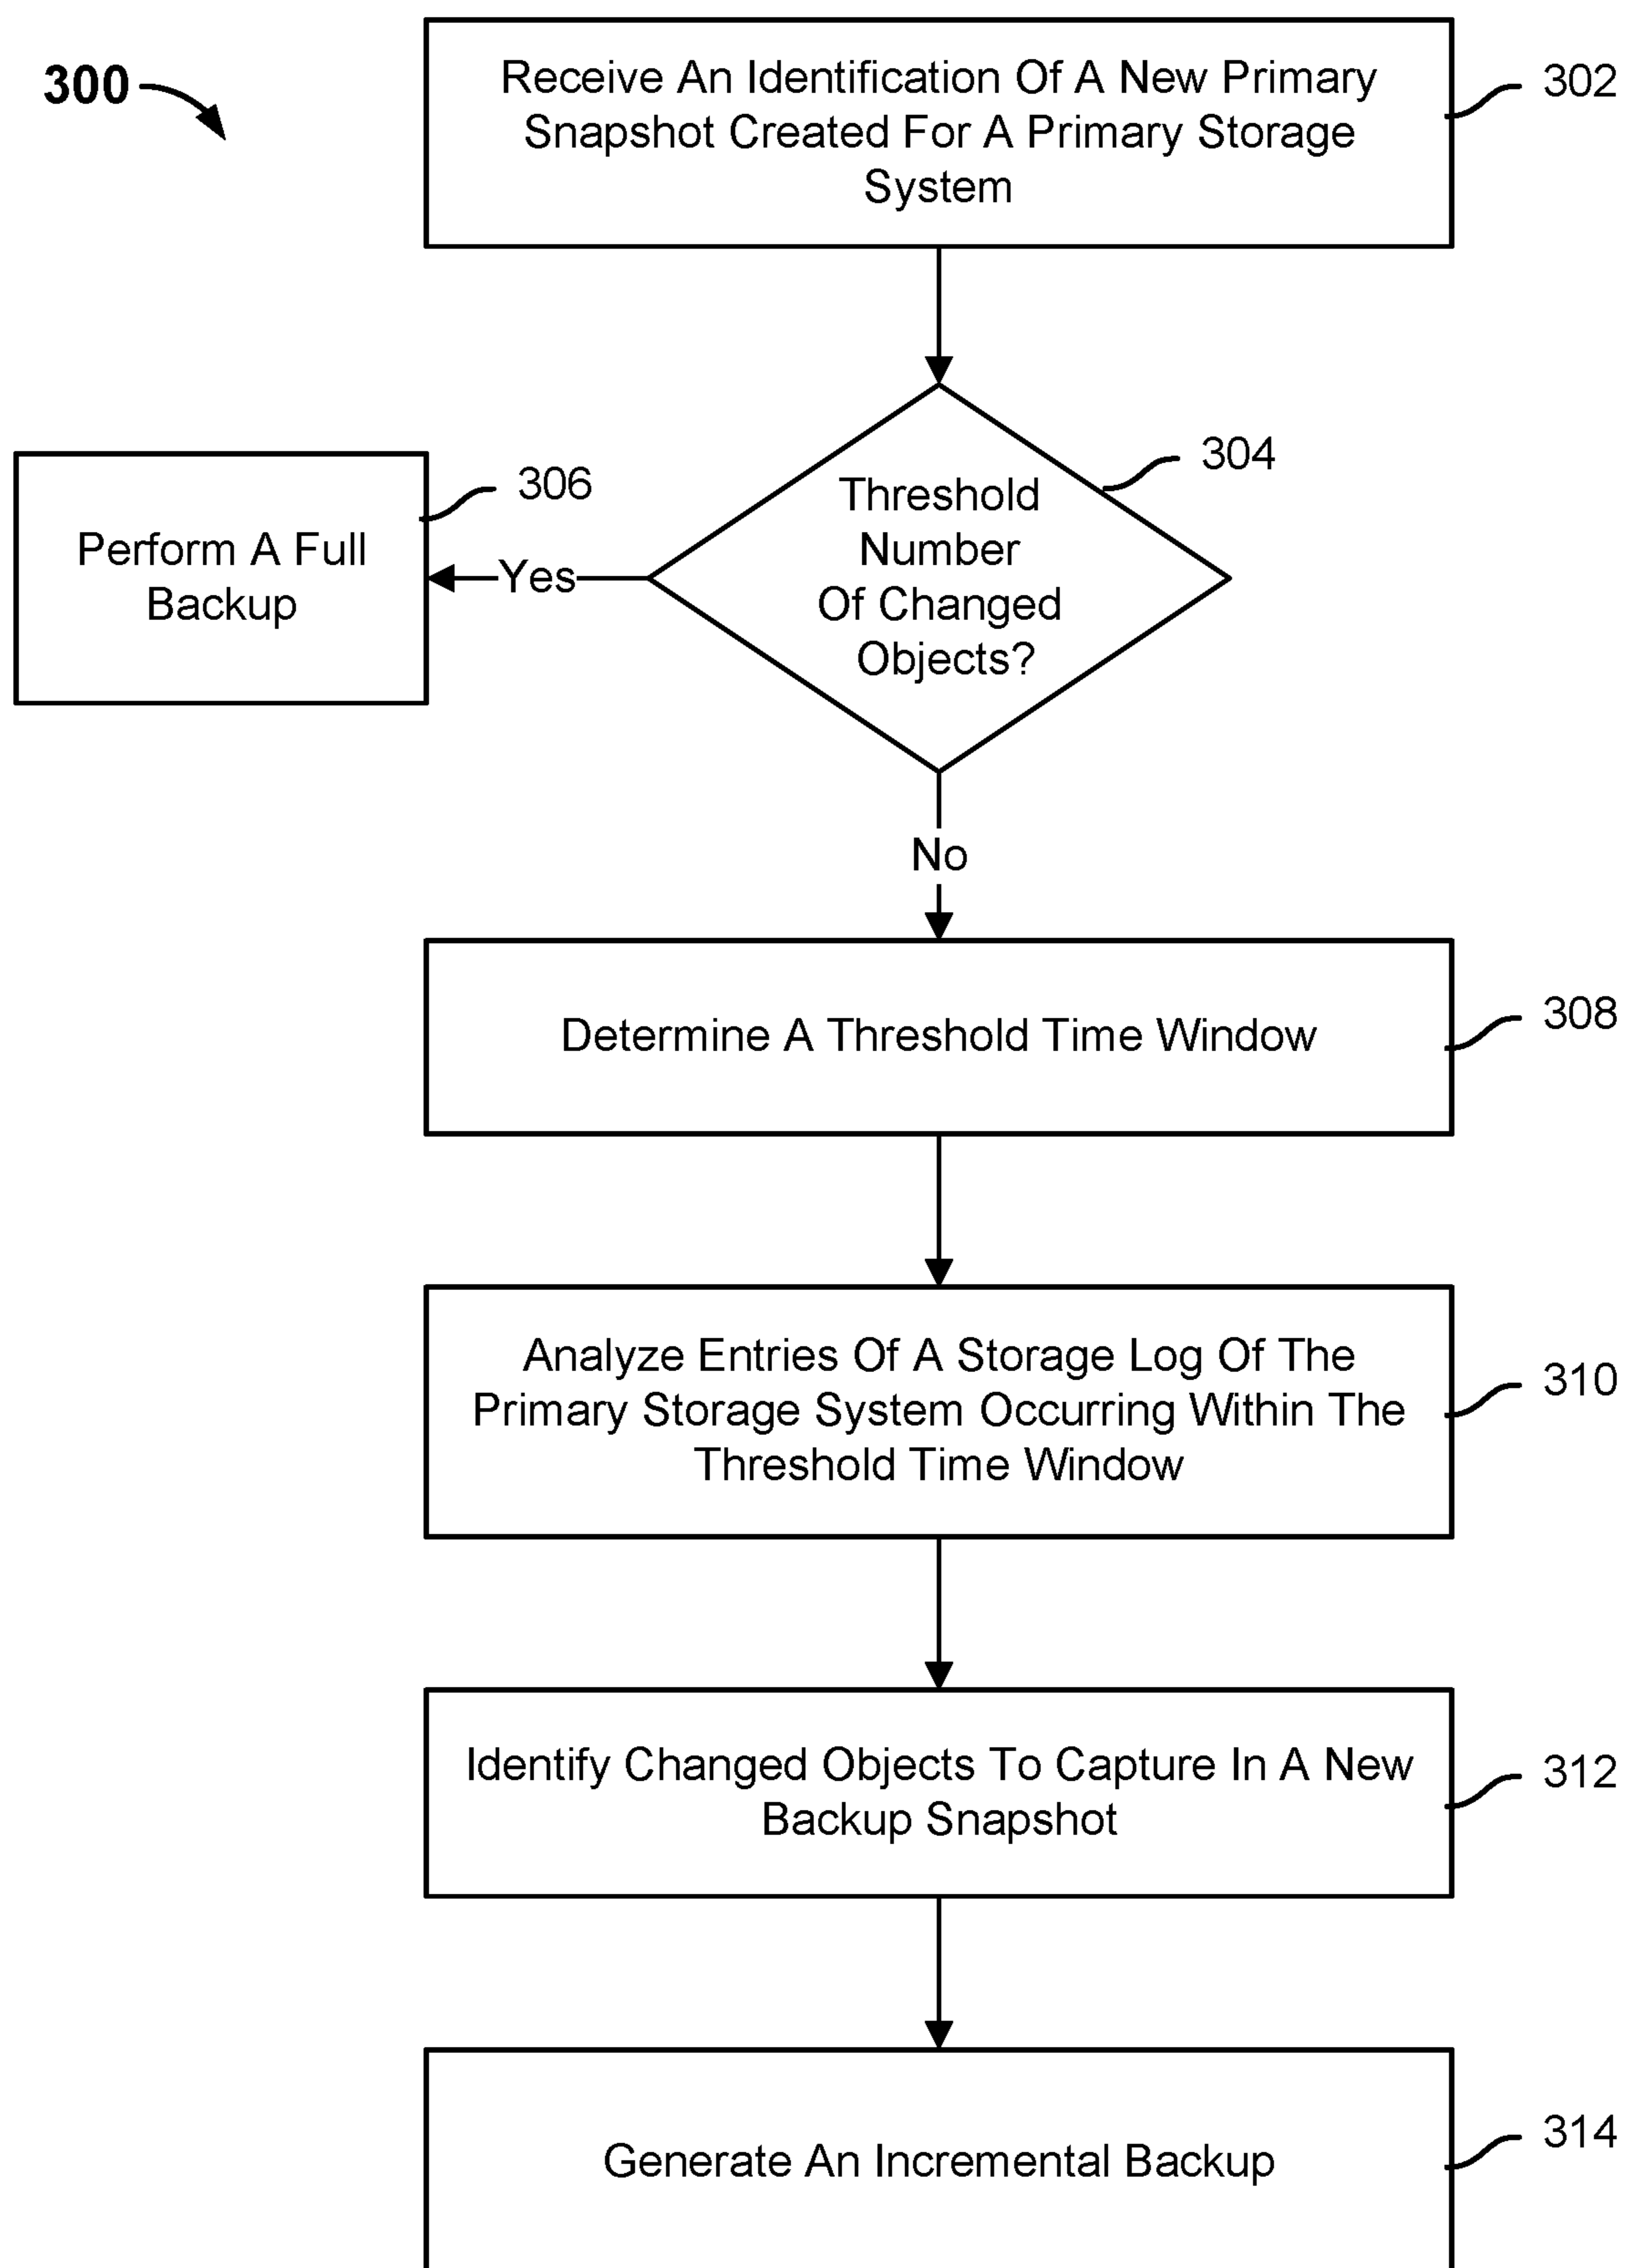 300
Receive An Identification Of A New Primary
Snapshot Created For A Primary Storage
System
302
Threshold
Number
Of Changed
Objects?
304
Yes
Perform A Full
Backup
306
No
Determine A Threshold Time Window
308
Analyze Entries Of A Storage Log Of The
Primary Storage System Occurring Within The
Threshold Time Window
310
Identify Changed Objects To Capture In A New
Backup Snapshot
312
Generate An Incremental Backup
314